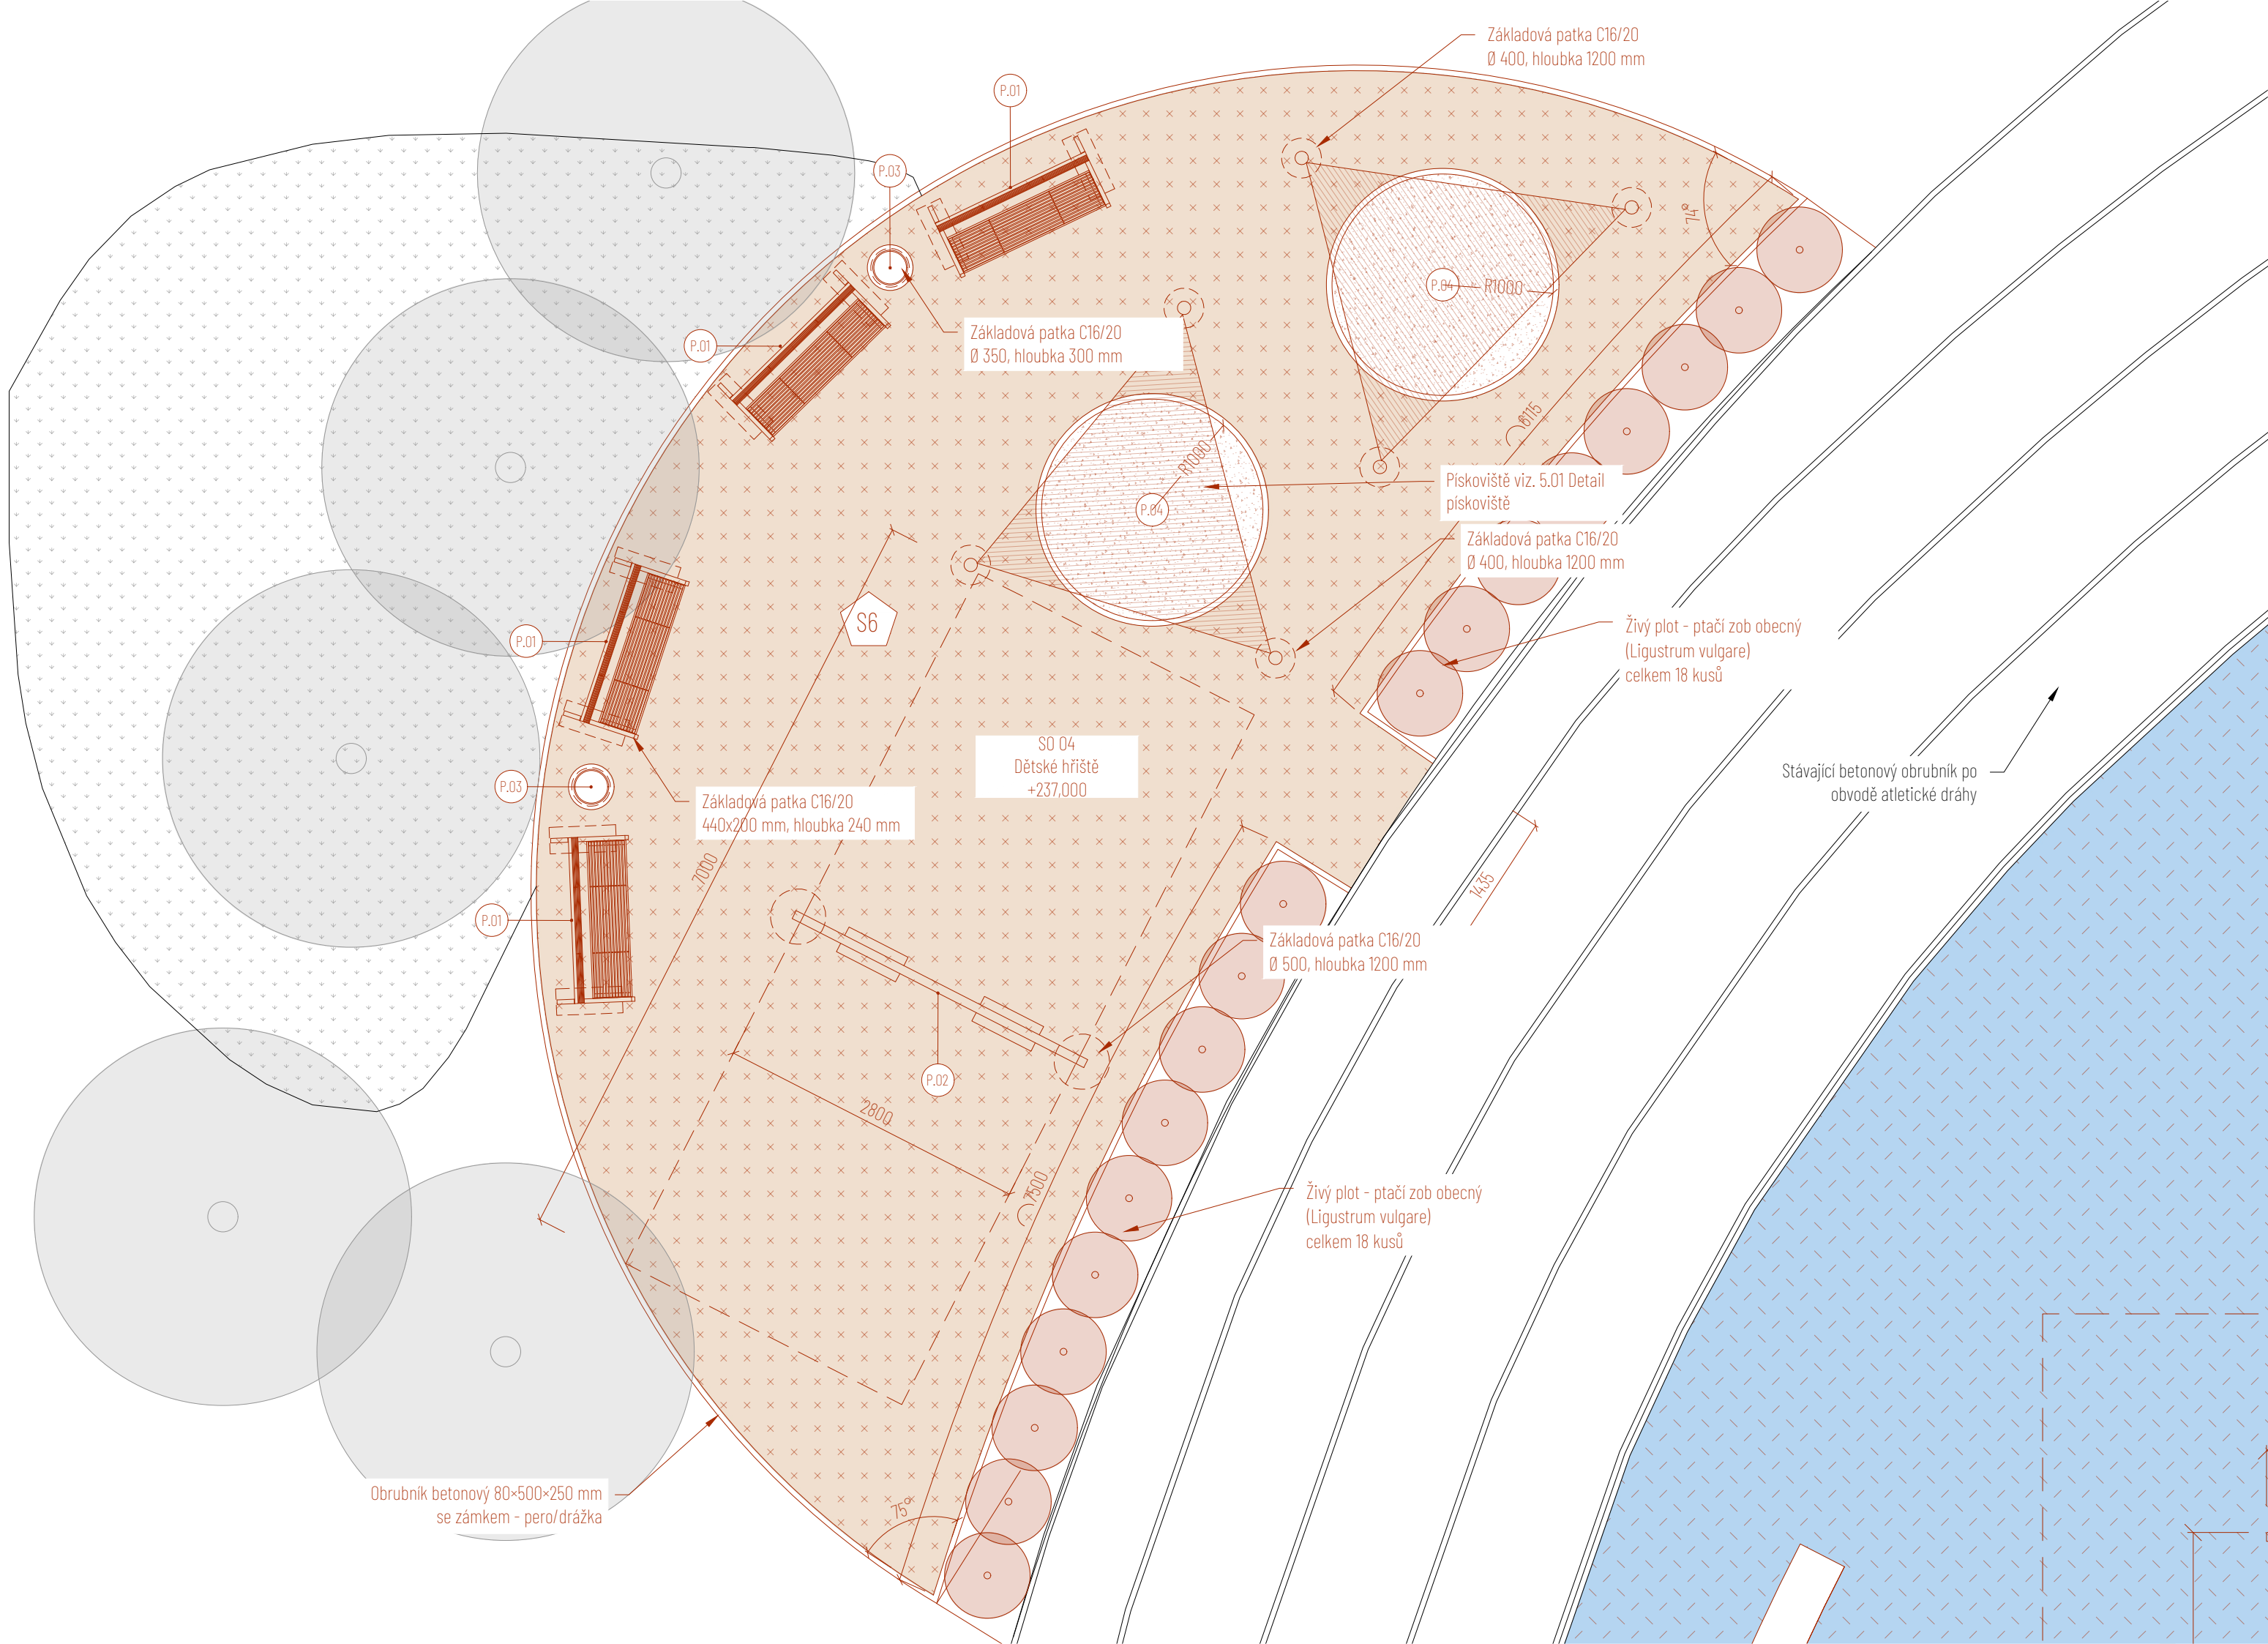 Základová patka C16/20
Ø 400, hloubka 1200 mm
P.01
P.03
74°
P.04
R1000
Základová patka C16/20
Ø 350, hloubka 300 mm
P.01
6115
R1000
Pískoviště viz. 5.01 Detail
pískoviště
P.04
Základová patka C16/20
Ø 400, hloubka 1200 mm
S6
P.01
Živý plot - ptačí zob obecný
(Ligustrum vulgare)
celkem 18 kusů
SO 04
Dětské hřiště
+237,000
Stávající betonový obrubník po
obvodě atletické dráhy
P.03
Základová patka C16/20
440x200 mm, hloubka 240 mm
7000
1435
P.01
Základová patka C16/20
Ø 500, hloubka 1200 mm
P.02
2800
7500
Živý plot - ptačí zob obecný
(Ligustrum vulgare)
celkem 18 kusů
Obrubník betonový 80×500×250 mm
se zámkem - pero/drážka
75°